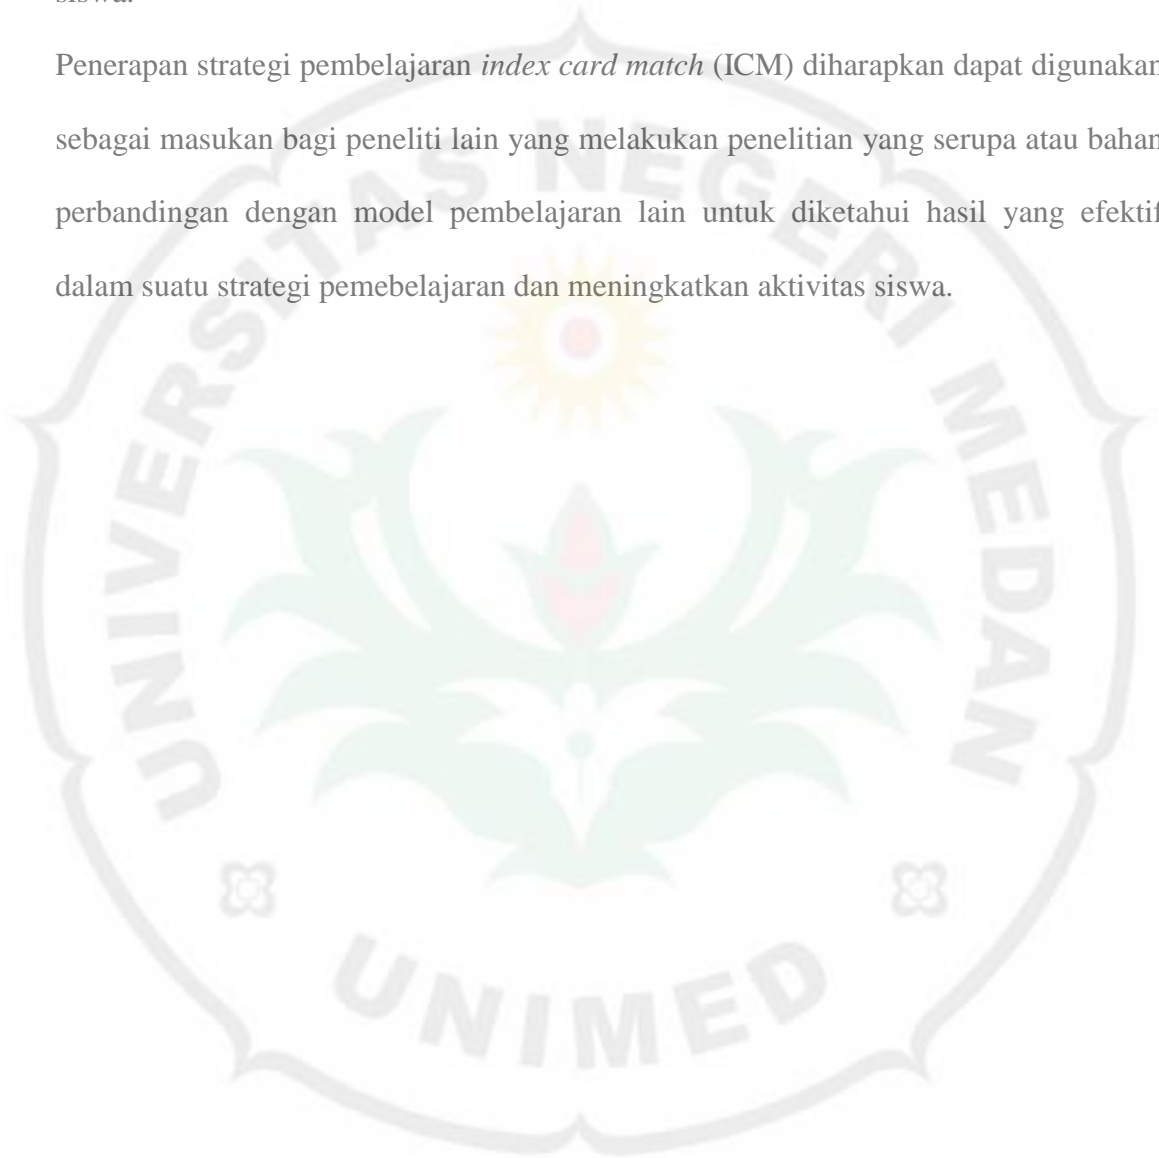 siswa.
Penerapan strategi pembelajaran index card match (ICM) diharapkan dapat digunakan
sebagai masukan bagi peneliti lain yang melakukan penelitian yang serupa atau bahan
perbandingan dengan model pembelajaran lain untuk diketahui hasil yang efektif
dalam suatu strategi pemebelajaran dan meningkatkan aktivitas siswa.
UNIVERSITAS NEGERI MEDAN
UNIMED